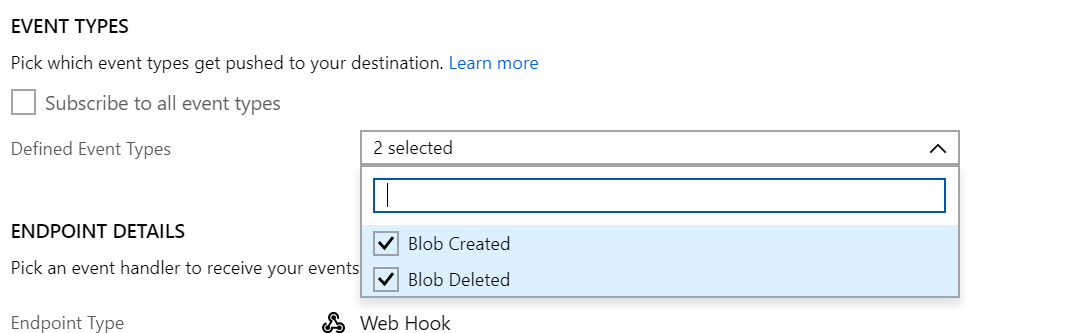 EVENT TYPES
Pick which event types get pushed to your destination. Learn more
Subscribe to all event types
Defined Event Types
2 selected
Blob Created
Blob Deleted
ENDPOINT DETAILS
Pick an event handler to receive your events
Endpoint Type
Web Hook